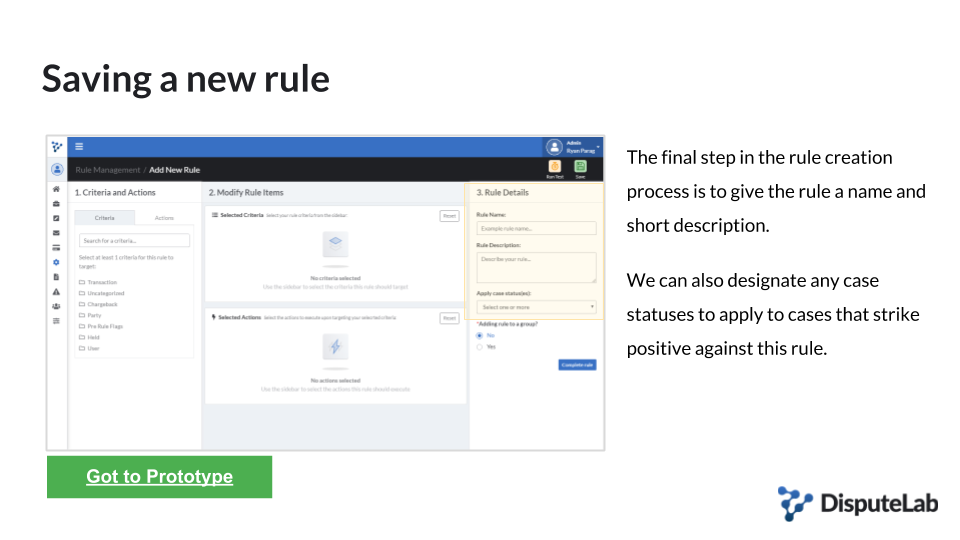 Saving a new rule
Admin
Ryan Parag
Rule Management / Add New Rule
Run Test
Save
1. Criteria and Actions
Criteria
Actions
Search for a criteria...
Select at least 1 criteria for this rule to
target:
Transaction
Uncategorized
Chargeback
Party
Pre Rule Flags
Held
User
2. Modify Rule Items
Selected Criteria Select your rule criteria from the sidebar
Reset
No criteria selected
Use the sidebar to select the criteria this rule should target
Selected Actions Select the actions to execute upon targeting your selected criteria
Reset
No actions selected
Use the sidebar to select the actions this rule should execute
3. Rule Details
Rule Name:
Example rule name...
Rule Description:
Describe your rule...
Apply case status(es):
Select one or more
*Adding rule to a group?
No
Yes
Complete rule
The final step in the rule creation
process is to give the rule a name and
short description.
We can also designate any case
statuses to apply to cases that strike
positive against this rule.
Got to Prototype
DisputeLab